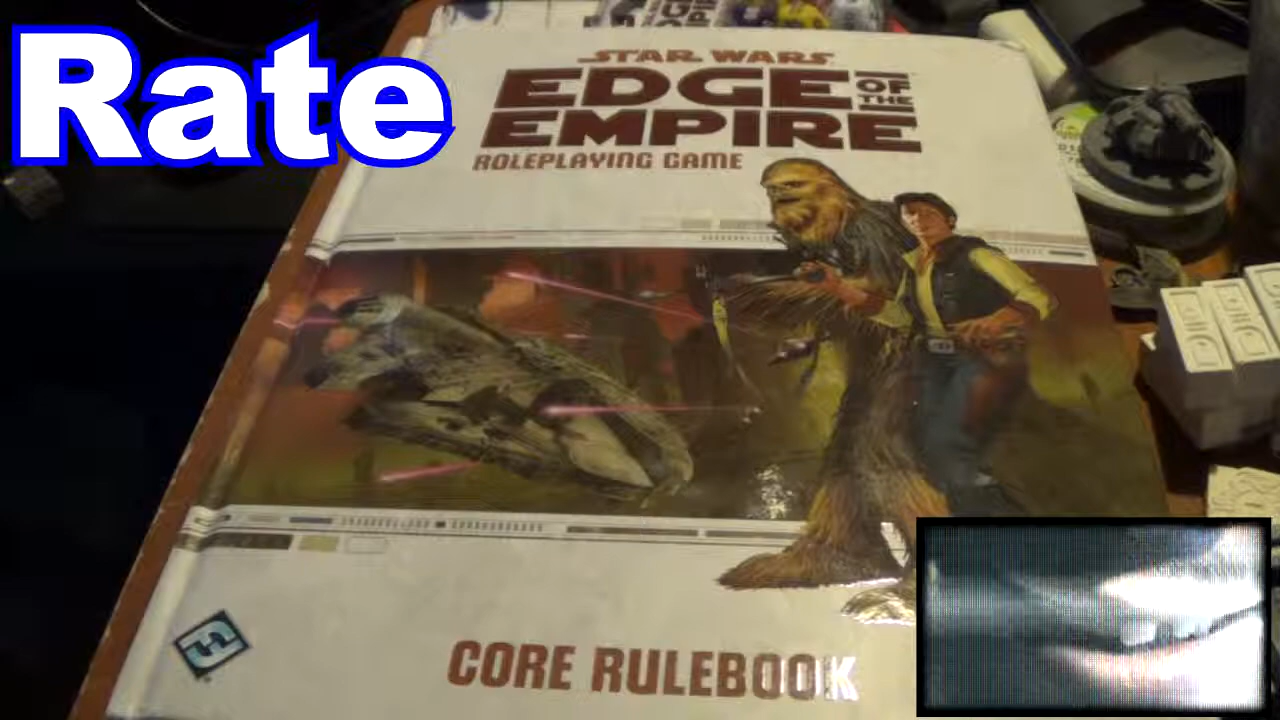 Rate
STAR WARS
EDGE OF THE
EMPIRE
ROLEPLAYING GAME
CORE RULEBOOK